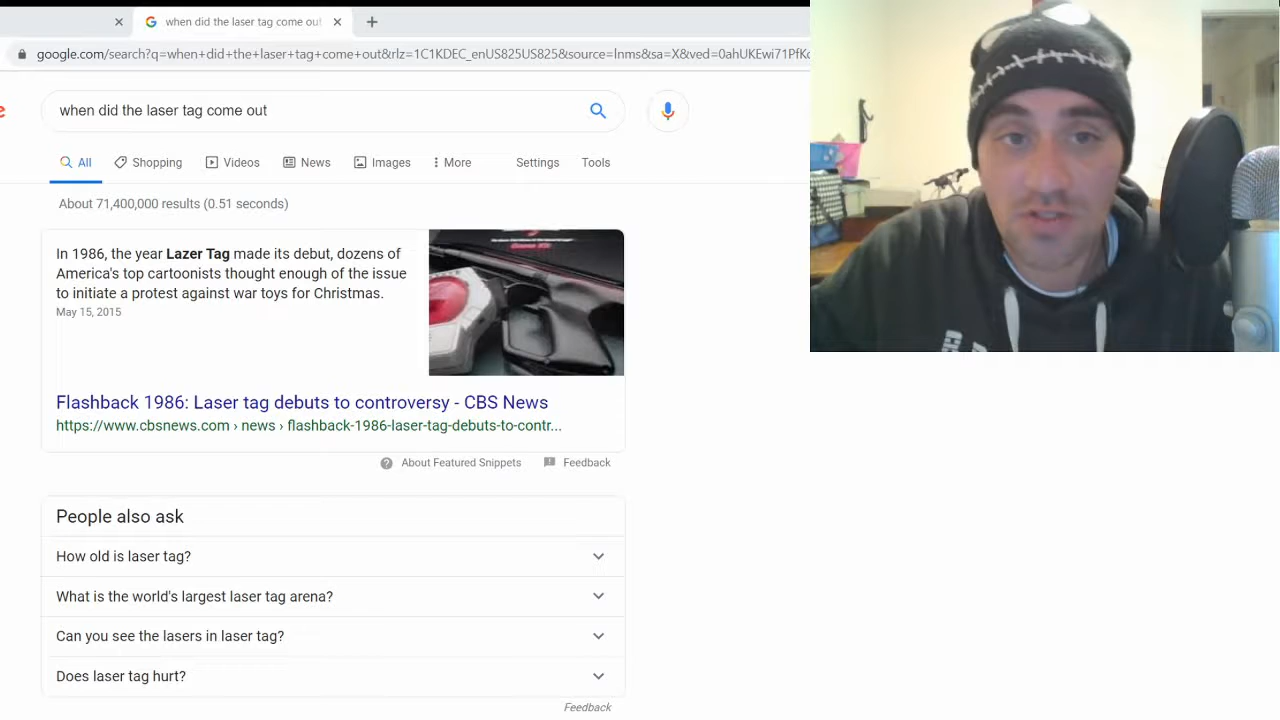 when did the laser tag come out
google.com/search?q=when+did+the+laser+tag+come+out&rlz=1C1KDEC_enUS825US825&source=lnms&sa=X&ved=0ahUKEwi71PfKc
when did the laser tag come out
All
Shopping
Videos
News
Images
More
Settings
Tools
About 71,400,000 results (0.51 seconds)
In 1986, the year Lazer Tag made its debut, dozens of
America's top cartoonists thought enough of the issue
to initiate a protest against war toys for Christmas.
May 15, 2015
Flashback 1986: Laser tag debuts to controversy - CBS News
https://www.cbsnews.com › news › flashback-1986-laser-tag-debuts-to-contr...
About Featured Snippets
Feedback
People also ask
How old is laser tag?
What is the world's largest laser tag arena?
Can you see the lasers in laser tag?
Does laser tag hurt?
Feedback